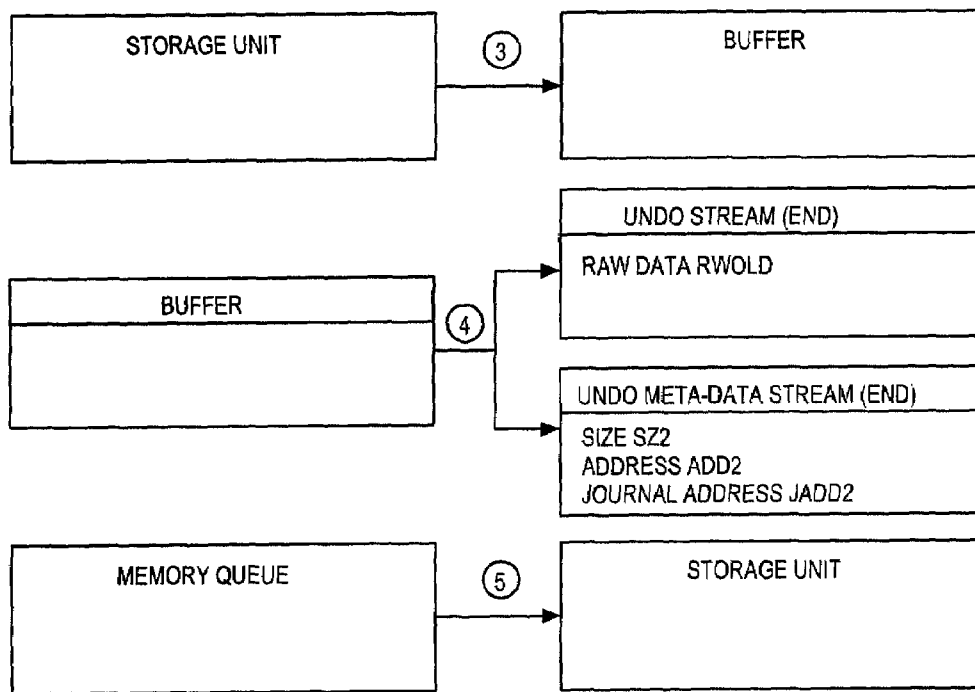 STORAGE UNIT
3
BUFFER
UNDO STREAM (END)
RAW DATA RWOLD
BUFFER
4
UNDO META-DATA STREAM (END)
SIZE SZ2
ADDRESS ADD2
JOURNAL ADDRESS JADD2
MEMORY QUEUE
5
STORAGE UNIT